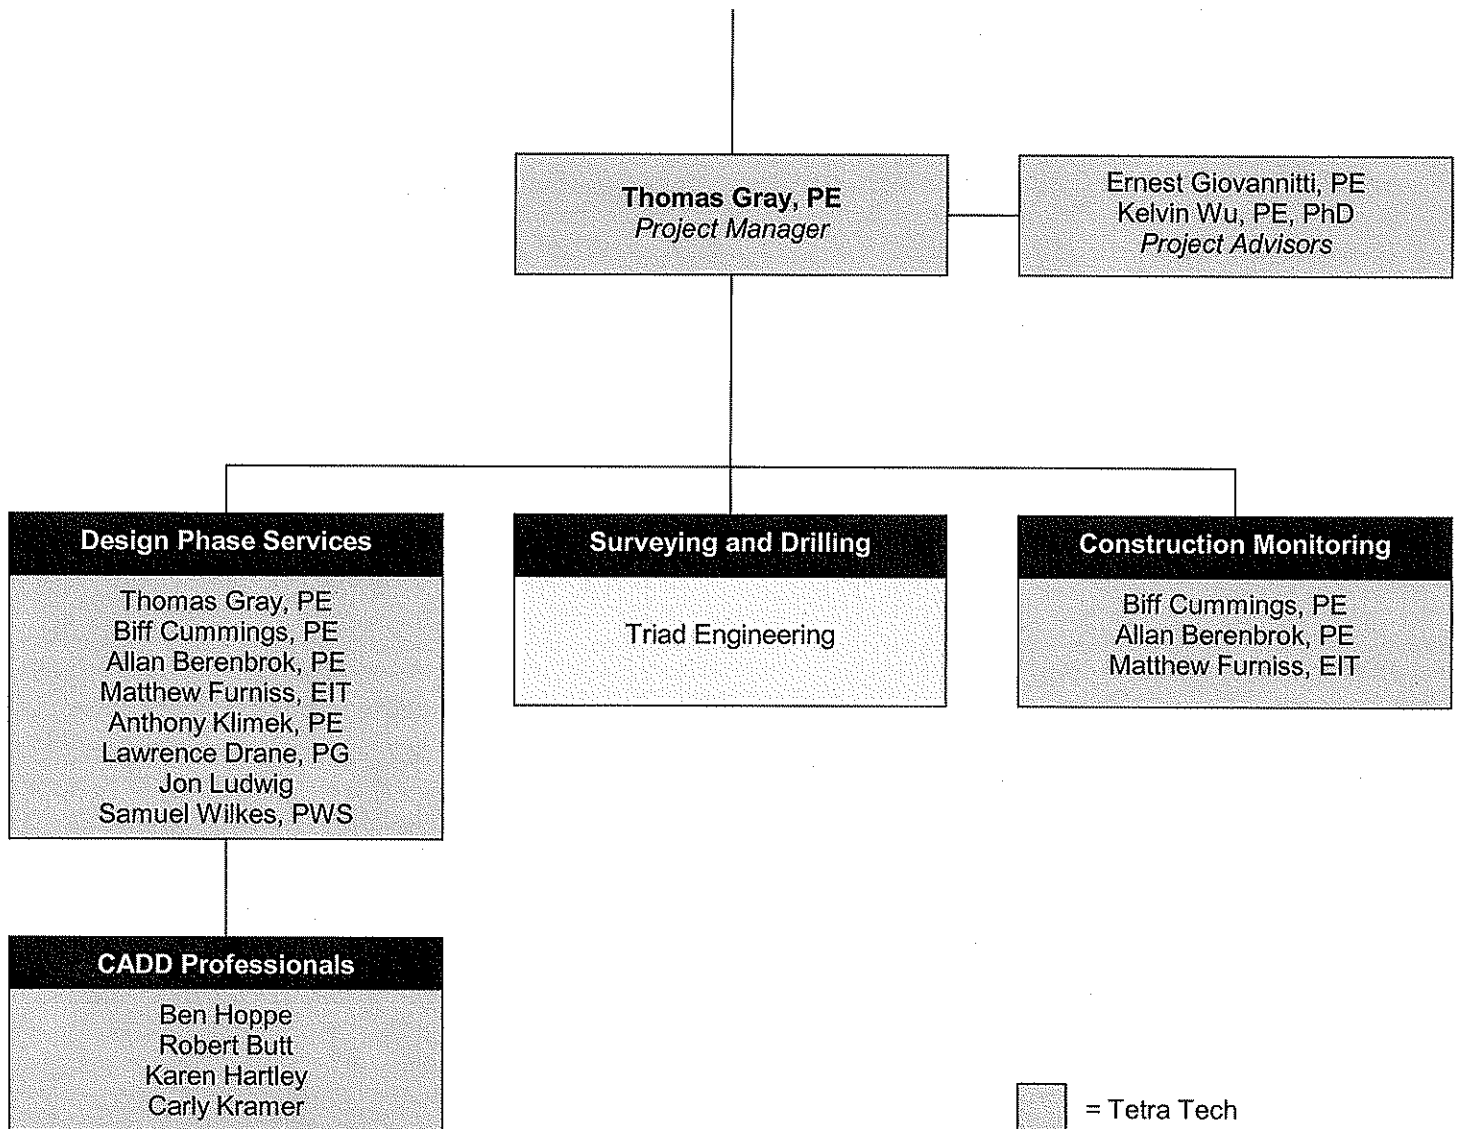 Thomas Gray, PE
Project Manager
Ernest Giovannitti, PE
Kelvin Wu, PE, PhD
Project Advisors
Design Phase Services
Thomas Gray, PE
Biff Cummings, PE
Allan Berenbrok, PE
Matthew Furniss, EIT
Anthony Klimek, PE
Lawrence Drane, PG
Jon Ludwig
Samuel Wilkes, PWS
Surveying and Drilling
Triad Engineering
Construction Monitoring
Biff Cummings, PE
Allan Berenbrok, PE
Matthew Furniss, EIT
CADD Professionals
Ben Hoppe
Robert Butt
Karen Hartley
Carly Kramer
= Tetra Tech